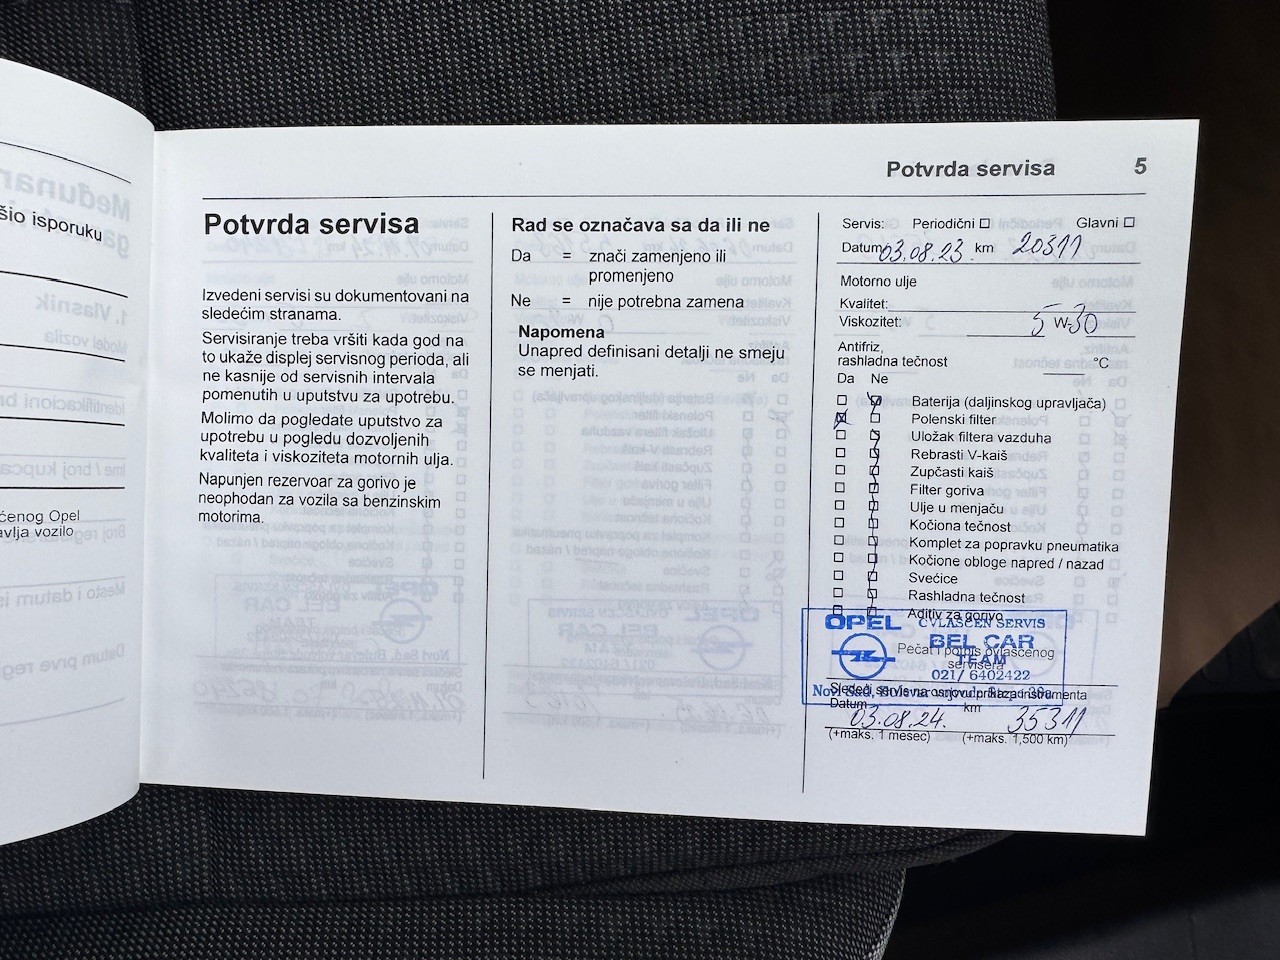 šio isporuku
ćenog Opel
avlja vozilo
Potvrda servisa 5
Potvrda servisa
Izvedeni servisi su dokumentovani na
sledećim stranama.
Servisiranje treba vršiti kada god na
to ukaže displej servisnog perioda, ali
ne kasnije od servisnih intervala
pomenutih u uputstvu za upotrebu.
Molimo da pogledate uputstvo za
upotrebu u pogledu dozvoljenih
kvaliteta i viskoziteta motornih ulja.
Napunjen rezervoar za gorivo je
neophodan za vozila sa benzinskim
motorima.
Rad se označava sa da ili ne
Da = znači zamenjeno ili
promenjeno
Ne = nije potrebna zamena
Napomena
Unapred definisani detalji ne smeju
se menjati.
Servis: Periodični Glavni
Datum 03.08.23. km 20311
Motorno ulje
Kvalitet:
Viskozitet: 5 W-30
Antifriz,
rashladna tečnost °C
Da Ne
Baterija (daljinskog upravljača)
Polenski filter
Uložak filtera vazduha
Rebrasti V-kaiš
Zupčasti kaiš
Filter goriva
Ulje u menjaču
Kočiona tečnost
Komplet za popravku pneumatika
Kočione obloge napred / nazad
Svećice
Rashladna tečnost
Aditiv za gorivo
OPEL OVLAŠĆEN SERVIS
BEL CAR
TEAM
021/ 6402422
Novi Sad,
Pečat i potpis ovlašćenog
servisera
Sledeći servis na osnovu prikaza instrumenta
Datum 03.08.24. km 35311
(+maks. 1 mesec) (+maks. 1,500 km)